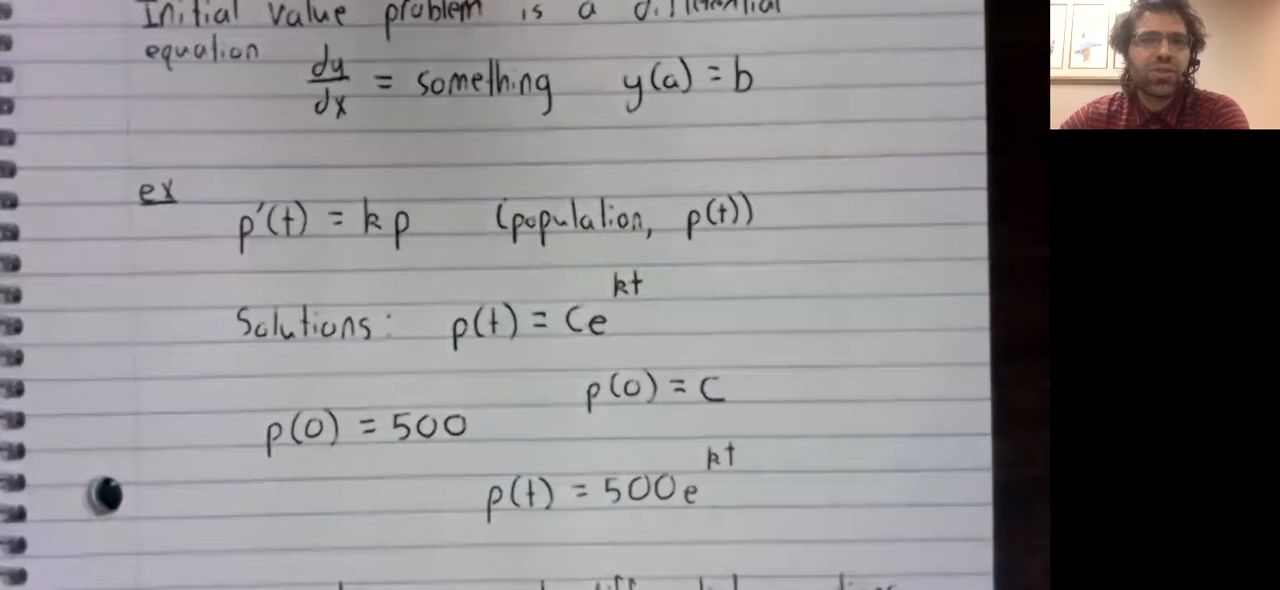 Initial value problem is a differential
equation dy/dx = something y(a) = b
ex p'(t) = kp (population, p(t))
Solutions: p(t) = Ce^kt
p(0) = C
p(0) = 500
p(t) = 500e^kt